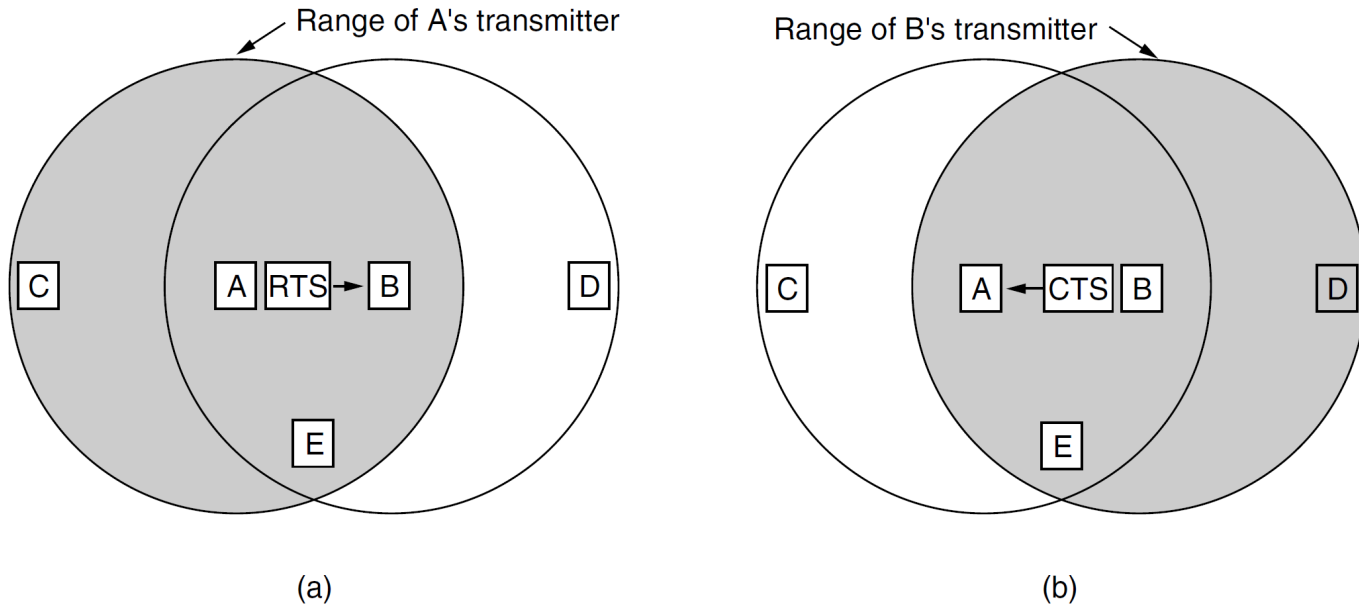 Range of A's transmitter
C
A
RTS
B
D
E
(a)
Range of B's transmitter
C
A
CTS
B
D
E
(b)